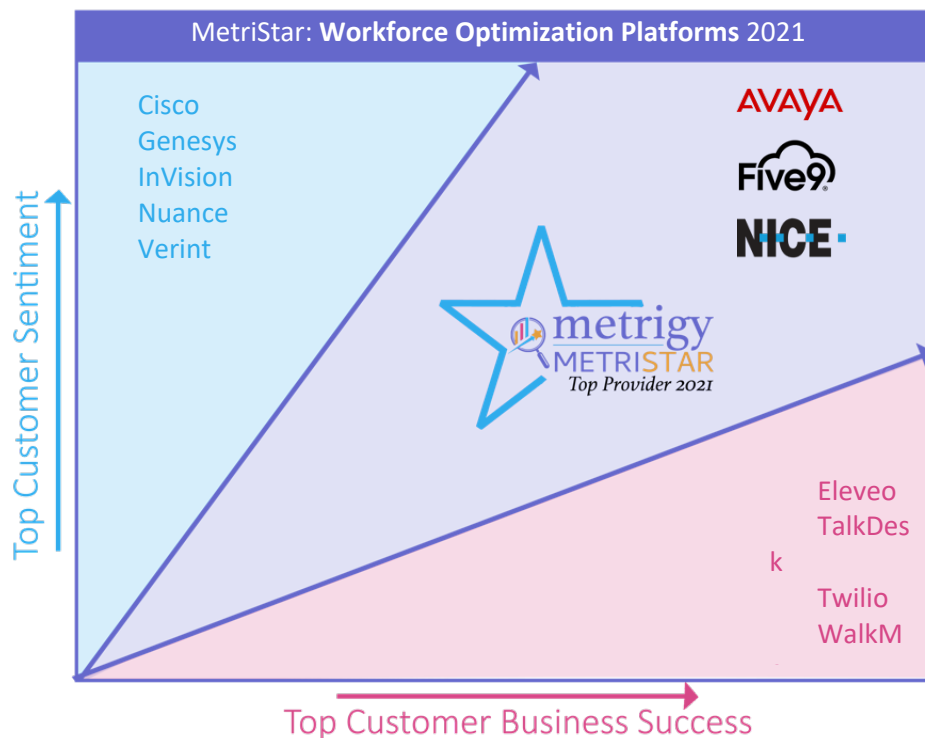 MetriStar: Workforce Optimization Platforms 2021
Cisco
Genesys
InVision
Nuance
Verint
AVAYA
Five9®
NICE
Top Customer Sentiment
metrigy
METRISTAR
Top Provider 2021
Eleveo
TalkDes
k
Twilio
WalkM
Top Customer Business Success